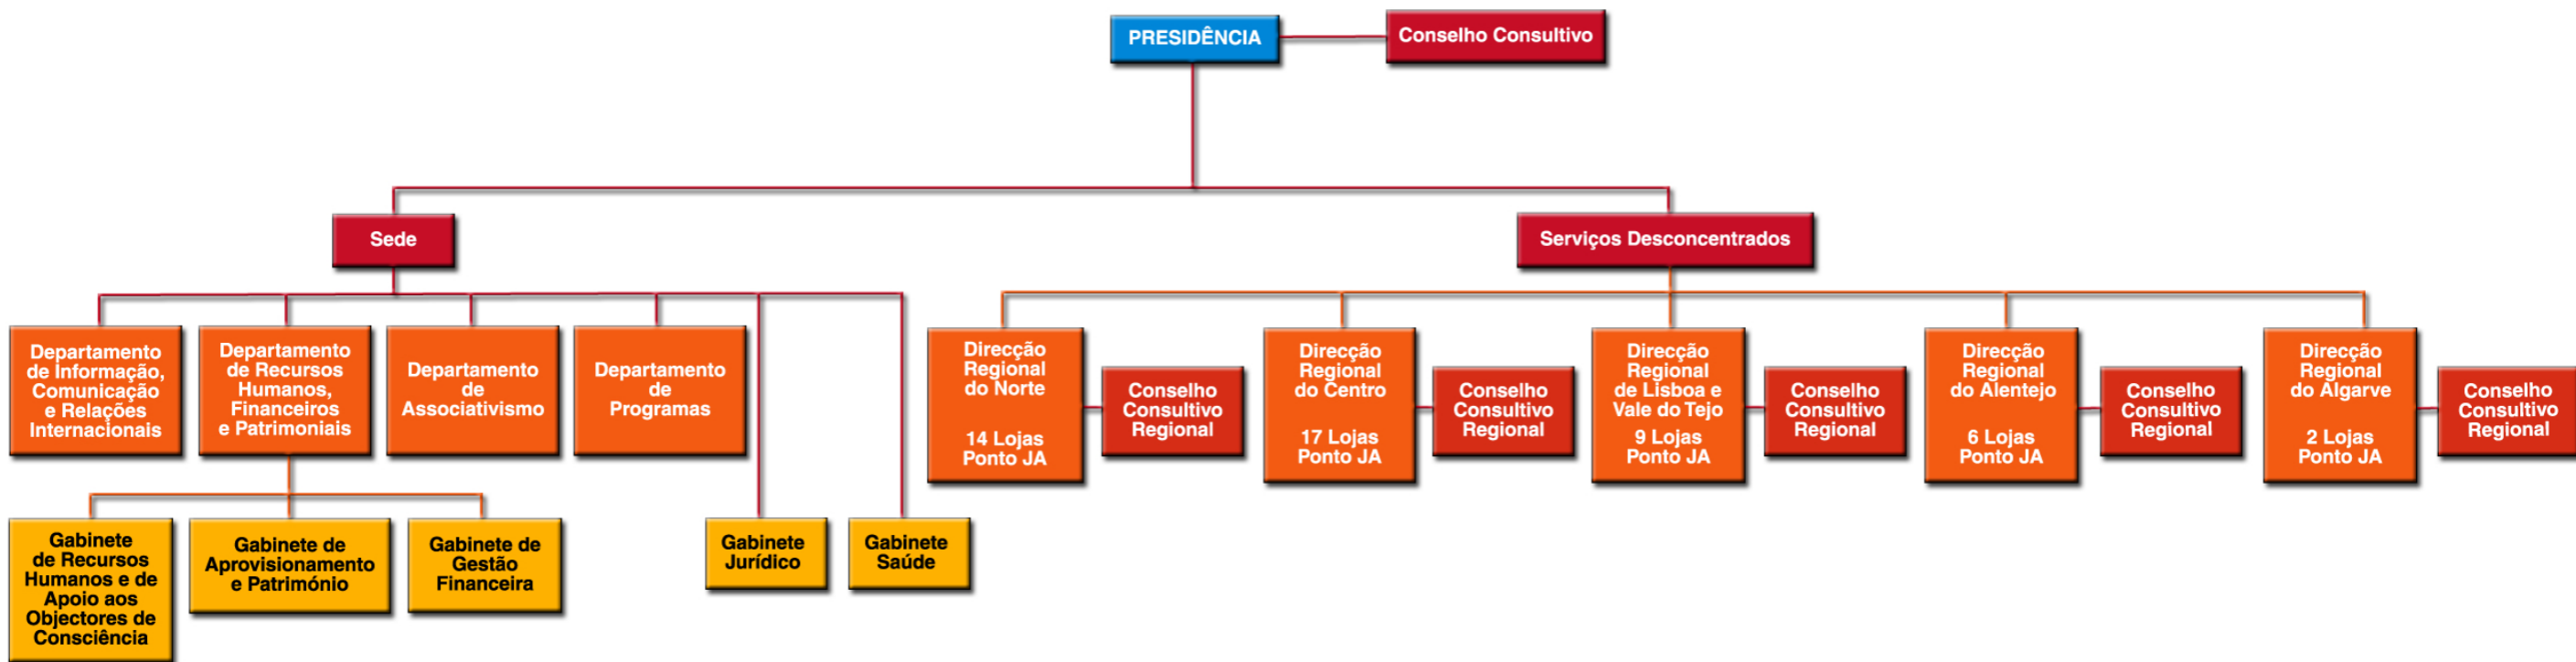 PRESIDÊNCIA
Conselho Consultivo
Sede
Serviços Desconcentrados
Departamento
de Informação,
Comunicação
e Relações
Internacionais
Departamento
de Recursos
Humanos,
Financeiros
e Patrimoniais
Departamento
de
Associativismo
Departamento
de
Programas
Direcção
Regional
do Norte
14 Lojas
Ponto JA
Conselho
Consultivo
Regional
Direcção
Regional
do Centro
17 Lojas
Ponto JA
Conselho
Consultivo
Regional
Direcção
Regional
de Lisboa e
Vale do Tejo
9 Lojas
Ponto JA
Conselho
Consultivo
Regional
Direcção
Regional
do Alentejo
6 Lojas
Ponto JA
Conselho
Consultivo
Regional
Direcção
Regional
do Algarve
2 Lojas
Ponto JA
Conselho
Consultivo
Regional
Gabinete
de Recursos
Humanos e de
Apoio aos
Objectores de
Consciência
Gabinete de
Aprovisionamento
e Património
Gabinete de
Gestão
Financeira
Gabinete
Jurídico
Gabinete
Saúde